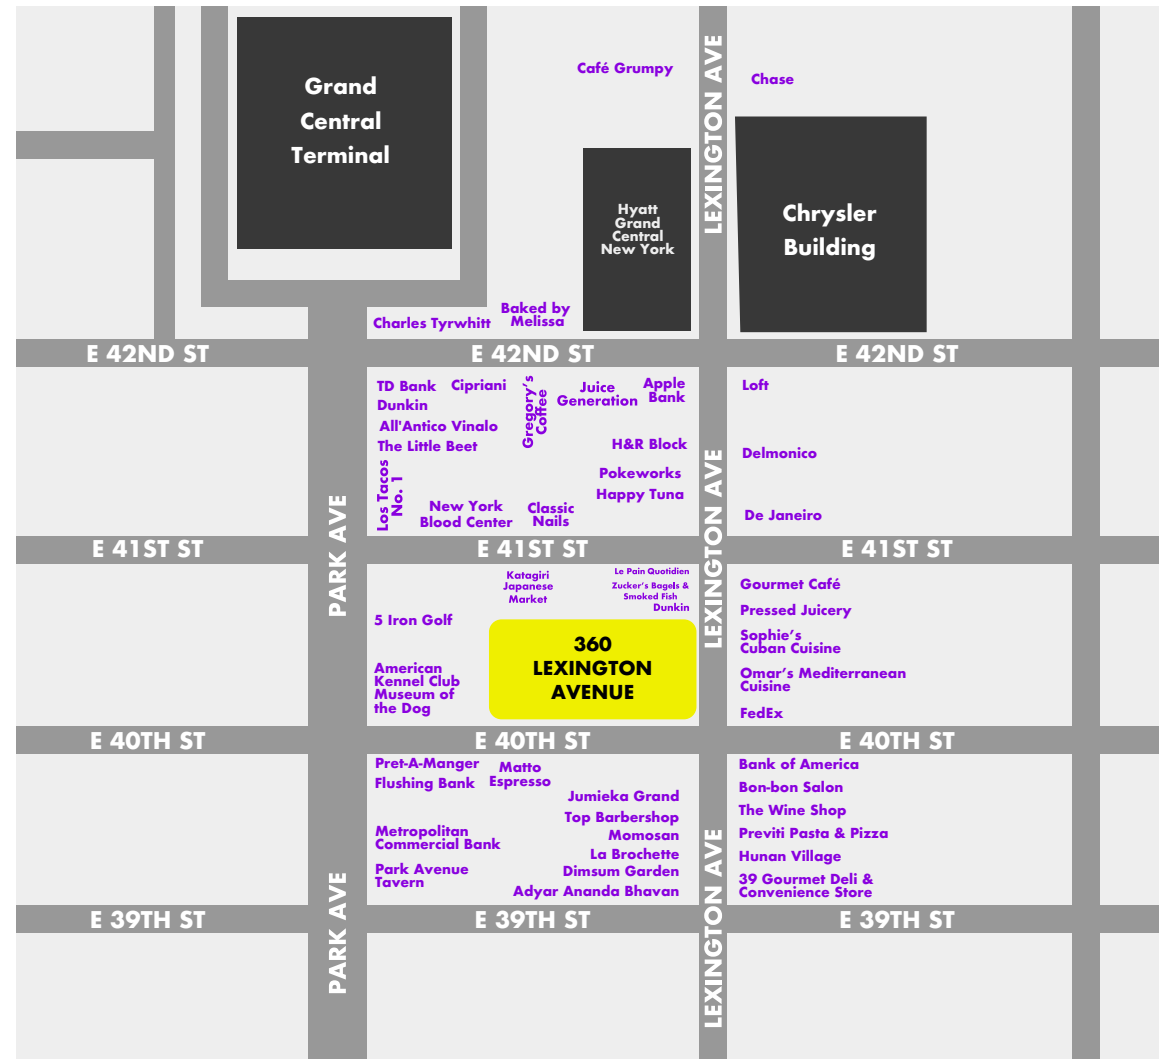 Grand
Central
Terminal
Café Grumpy
LEXINGTON AVE
Chase
Hyatt
Grand
Central
New York
Chrysler
Building
Charles Tyrwhitt
Baked by
Melissa
E 42ND ST
E 42ND ST
E 42ND ST
TD Bank
Cipriani
Gregory's
Coffee
Juice
Generation
Apple
Bank
Loft
Dunkin
All'Antico Vinalo
The Little Beet
H&R Block
Delmonico
Los Tacos
No. 1
Pokeworks
Happy Tuna
New York
Blood Center
Classic
Nails
De Janeiro
PARK AVE
LEXINGTON AVE
E 41ST ST
E 41ST ST
E 41ST ST
Katagiri
Japanese
Market
Le Pain Quotidien
Zucker's Bagels &
Smoked Fish
Dunkin
Gourmet Café
Pressed Juicery
5 Iron Golf
Sophie's
Cuban Cuisine
360
LEXINGTON
AVENUE
American
Kennel Club
Museum of
the Dog
Omar's Mediterranean
Cuisine
FedEx
E 40TH ST
E 40TH ST
E 40TH ST
Pret-A-Manger
Flushing Bank
Matto
Espresso
Jumieka Grand
Top Barbershop
Momosan
La Brochette
Dimsum Garden
Adyar Ananda Bhavan
Metropolitan
Commercial Bank
Park Avenue
Tavern
Bank of America
Bon-bon Salon
The Wine Shop
Previti Pasta & Pizza
Hunan Village
39 Gourmet Deli &
Convenience Store
PARK AVE
LEXINGTON AVE
E 39TH ST
E 39TH ST
E 39TH ST